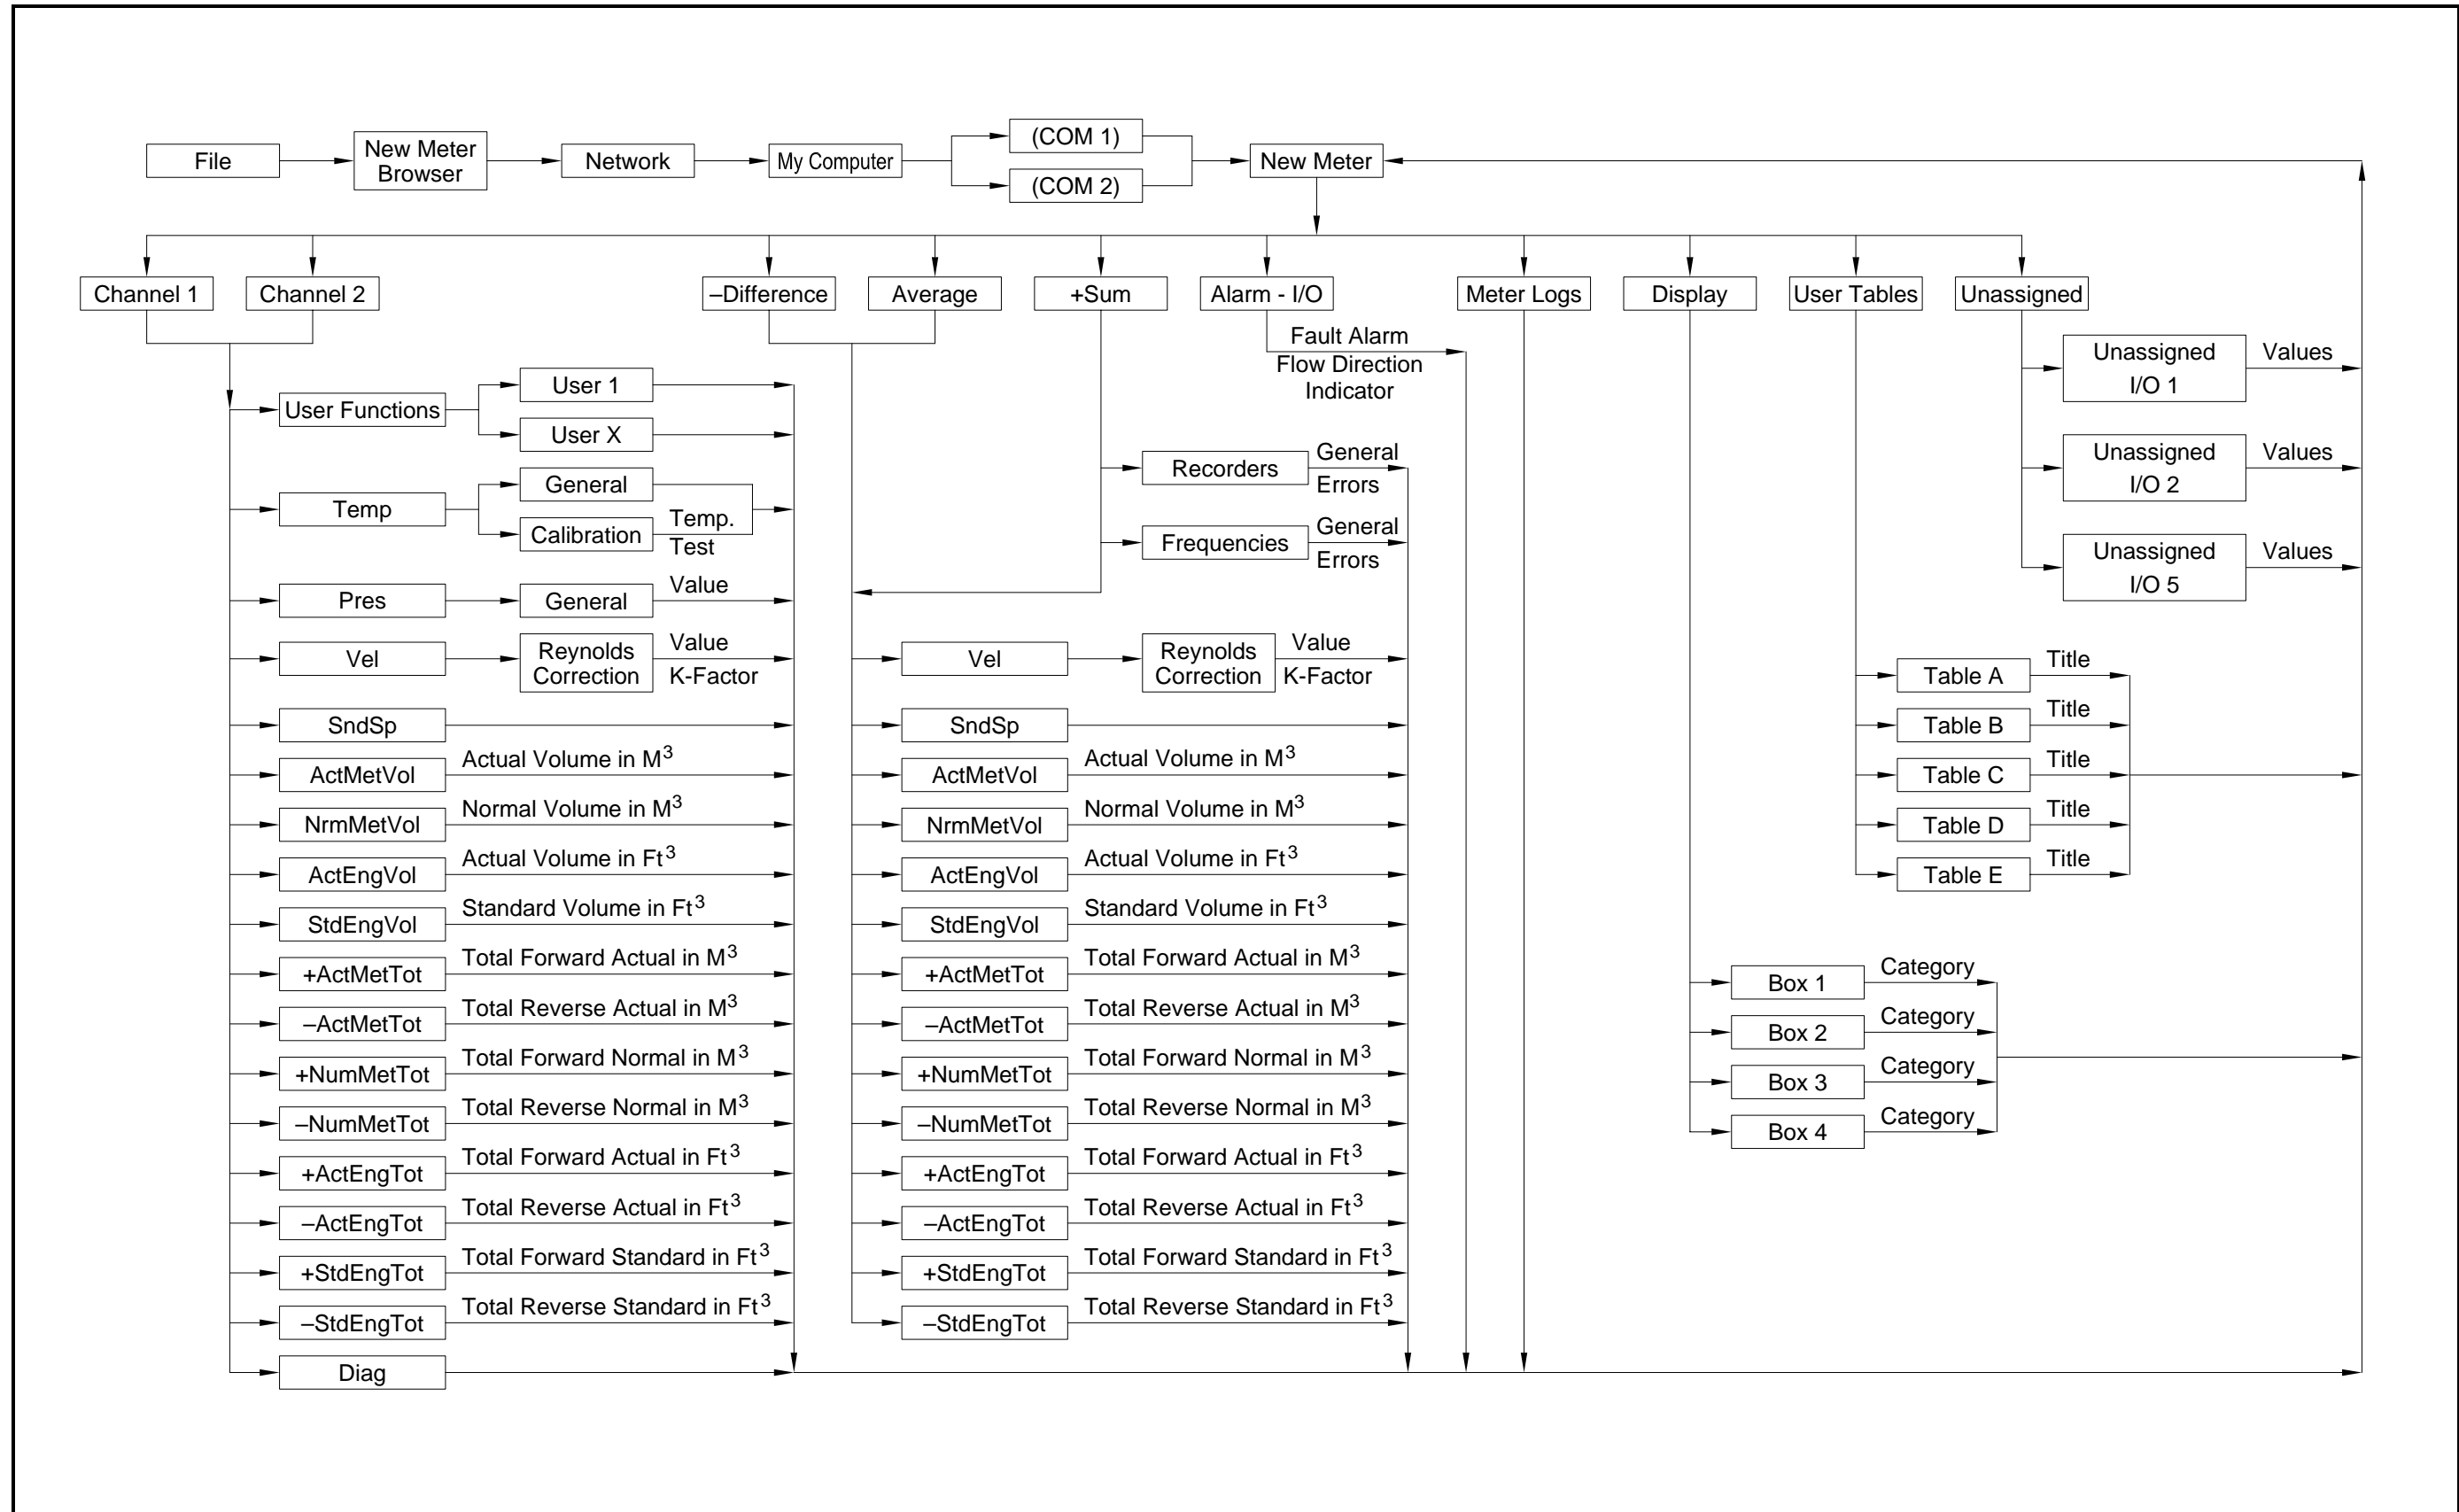 File
New Meter
Browser
Network
My Computer
(COM 1)
(COM 2)
New Meter
Channel 1
Channel 2
–Difference
Average
+Sum
Alarm - I/O
Meter Logs
Display
User Tables
Unassigned
Fault Alarm
Flow Direction
Indicator
User Functions
User 1
User X
Temp
General
Calibration
Temp.
Test
Pres
General
Value
Vel
Reynolds
Correction
Value
K-Factor
SndSp
ActMetVol
Actual Volume in M3
NrmMetVol
Normal Volume in M3
ActEngVol
Actual Volume in Ft3
StdEngVol
Standard Volume in Ft3
+ActMetTot
Total Forward Actual in M3
–ActMetTot
Total Reverse Actual in M3
+NumMetTot
Total Forward Normal in M3
–NumMetTot
Total Reverse Normal in M3
+ActEngTot
Total Forward Actual in Ft3
–ActEngTot
Total Reverse Actual in Ft3
+StdEngTot
Total Forward Standard in Ft3
–StdEngTot
Total Reverse Standard in Ft3
Diag
Recorders
General
Errors
Frequencies
General
Errors
Vel
Reynolds
Correction
Value
K-Factor
SndSp
ActMetVol
Actual Volume in M3
NrmMetVol
Normal Volume in M3
ActEngVol
Actual Volume in Ft3
StdEngVol
Standard Volume in Ft3
+ActMetTot
Total Forward Actual in M3
–ActMetTot
Total Reverse Actual in M3
+NumMetTot
Total Forward Normal in M3
–NumMetTot
Total Reverse Normal in M3
+ActEngTot
Total Forward Actual in Ft3
–ActEngTot
Total Reverse Actual in Ft3
+StdEngTot
Total Forward Standard in Ft3
–StdEngTot
Total Reverse Standard in Ft3
Box 1
Category
Box 2
Category
Box 3
Category
Box 4
Category
Table A
Title
Table B
Title
Table C
Title
Table D
Title
Table E
Title
Unassigned
I/O 1
Values
Unassigned
I/O 2
Values
Unassigned
I/O 5
Values